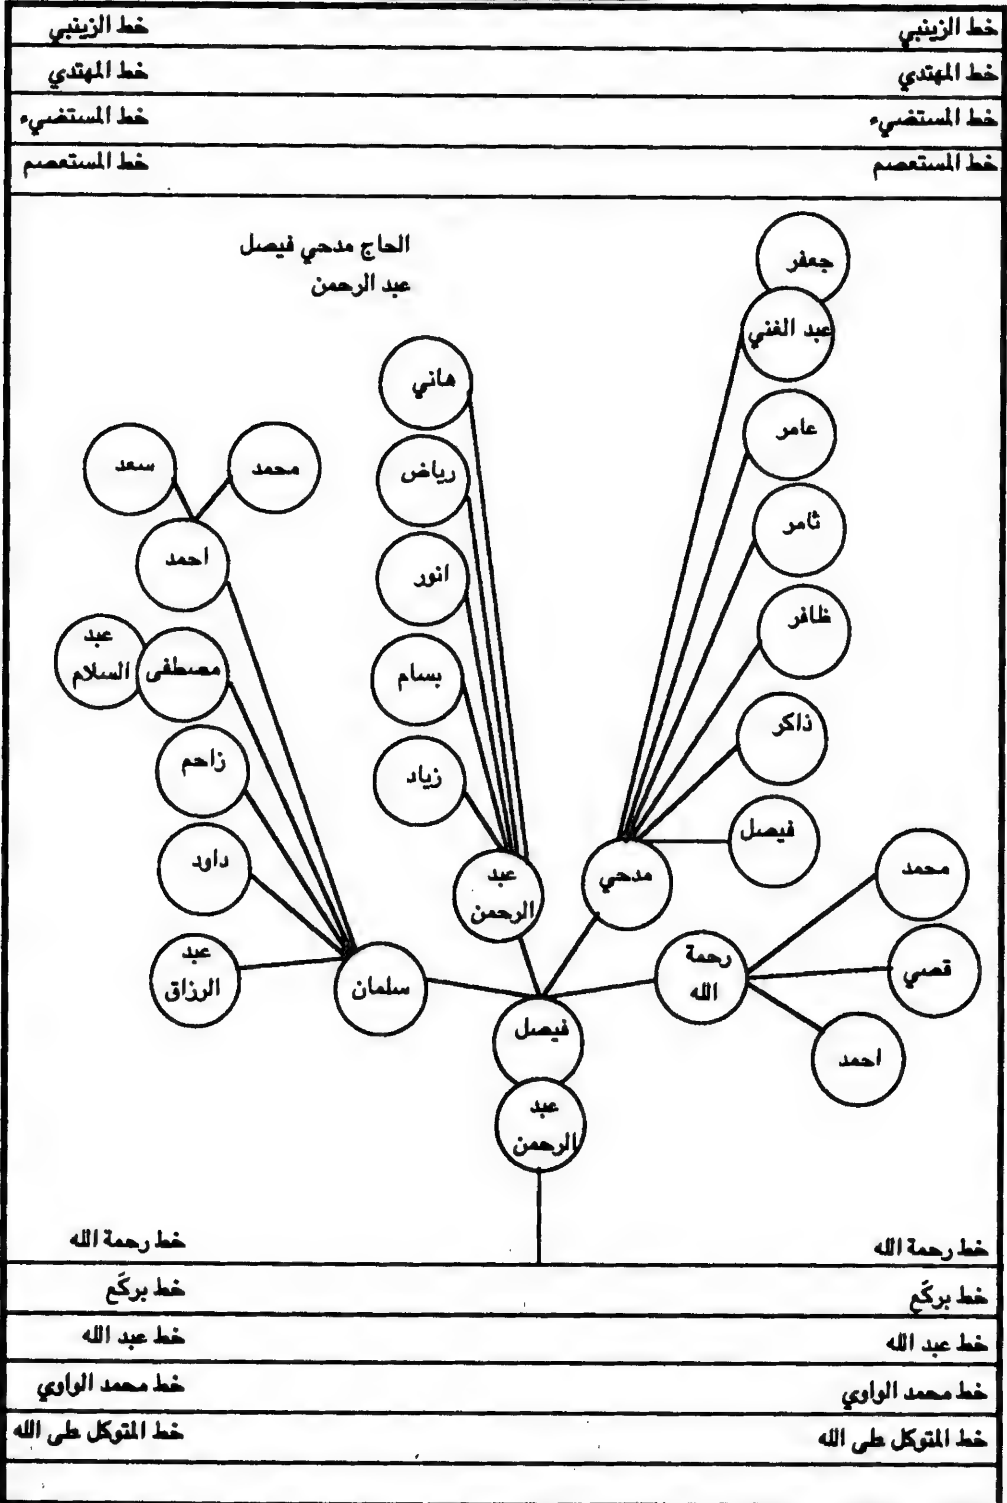 خط الزينبي خط الزينبي
خط المهتدي خط المهتدي
خط المستضيء خط المستضيء
خط المستعصم خط المستعصم
الحاج مدحي فيصل
عبد الرحمن
جعفر
عبد الغني
عامر
ثامر
ظافر
ذاكر
فيصل
مدحي
هاني
رياض
انور
بسام
زياد
عبد
الرحمن
محمد
سعد
احمد
مصطفى
عبد
السلام
زاحم
داود
عبد
الرزاق
سلمان
محمد
قصي
احمد
رحمة
الله
فيصل
عبد
الرحمن
خط رحمة الله خط رحمة الله
خط بركَع خط بركَع
خط عبد الله خط عبد الله
خط محمد الواوي خط محمد الواوي
خط المتوكل على الله خط المتوكل على الله